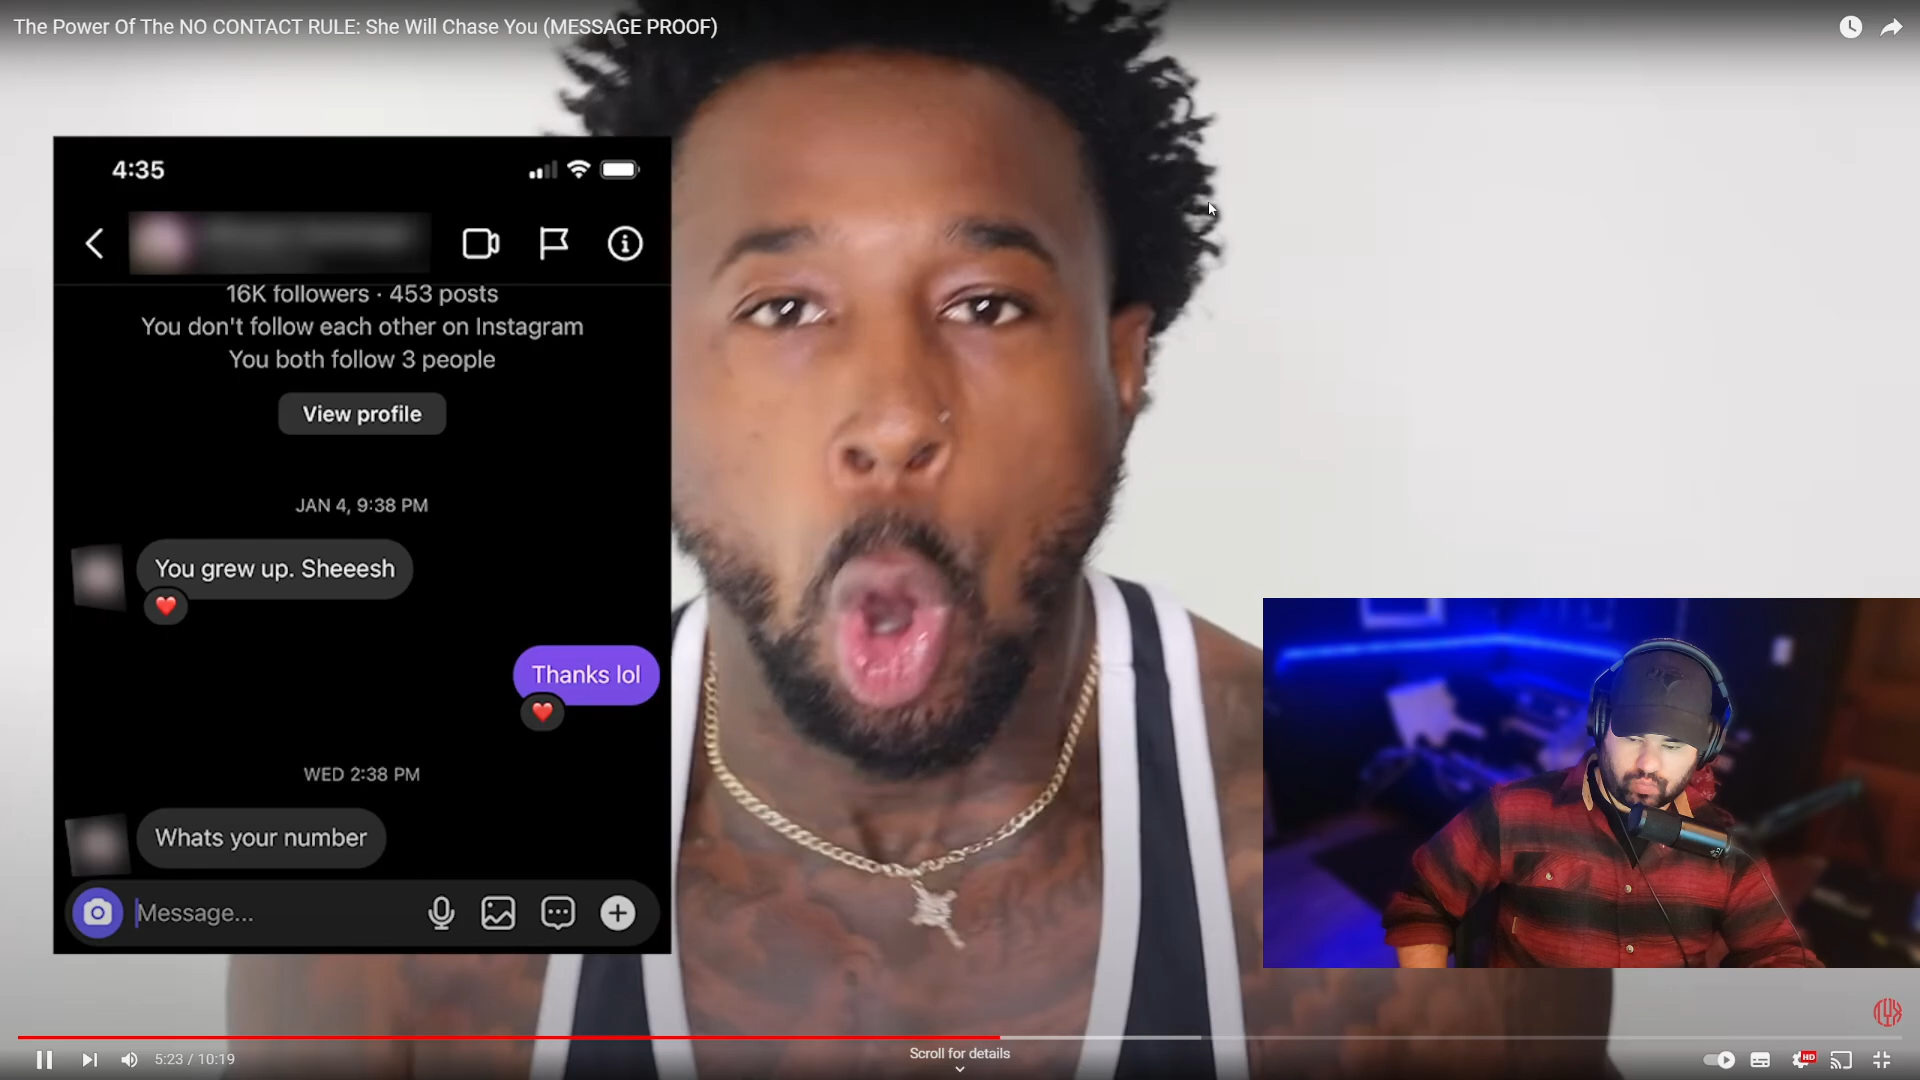 The Power Of The NO CONTACT RULE: She Will Chase You (MESSAGE PROOF)
4:35
16K followers · 453 posts
You don't follow each other on Instagram
You both follow 3 people
View profile
JAN 4, 9:38 PM
You grew up. Sheeesh
Thanks lol
WED 2:38 PM
Whats your number
Message...
5:23 / 10:19
Scroll for details
HD